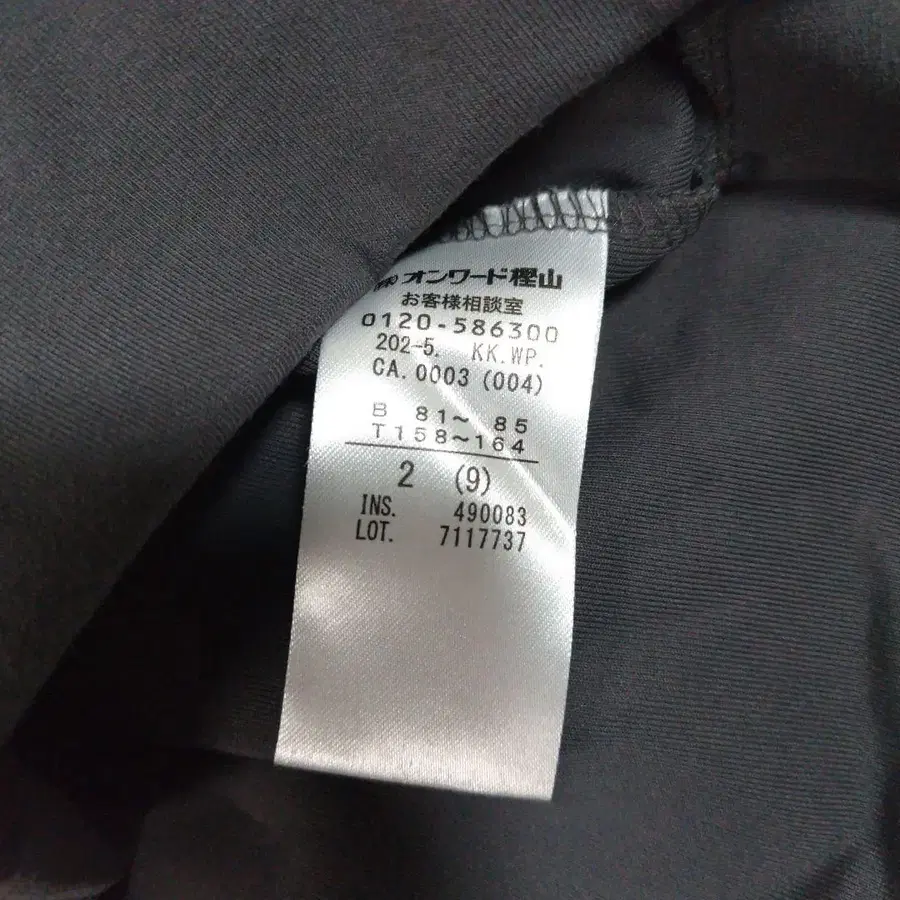 ㈱オンワード樫山
お客様相談室
0120-586300
202-5. KK.WP.
CA.0003 (004)
B 81～ 85
T158～164
2 (9)
INS. 490083
LOT. 7117737